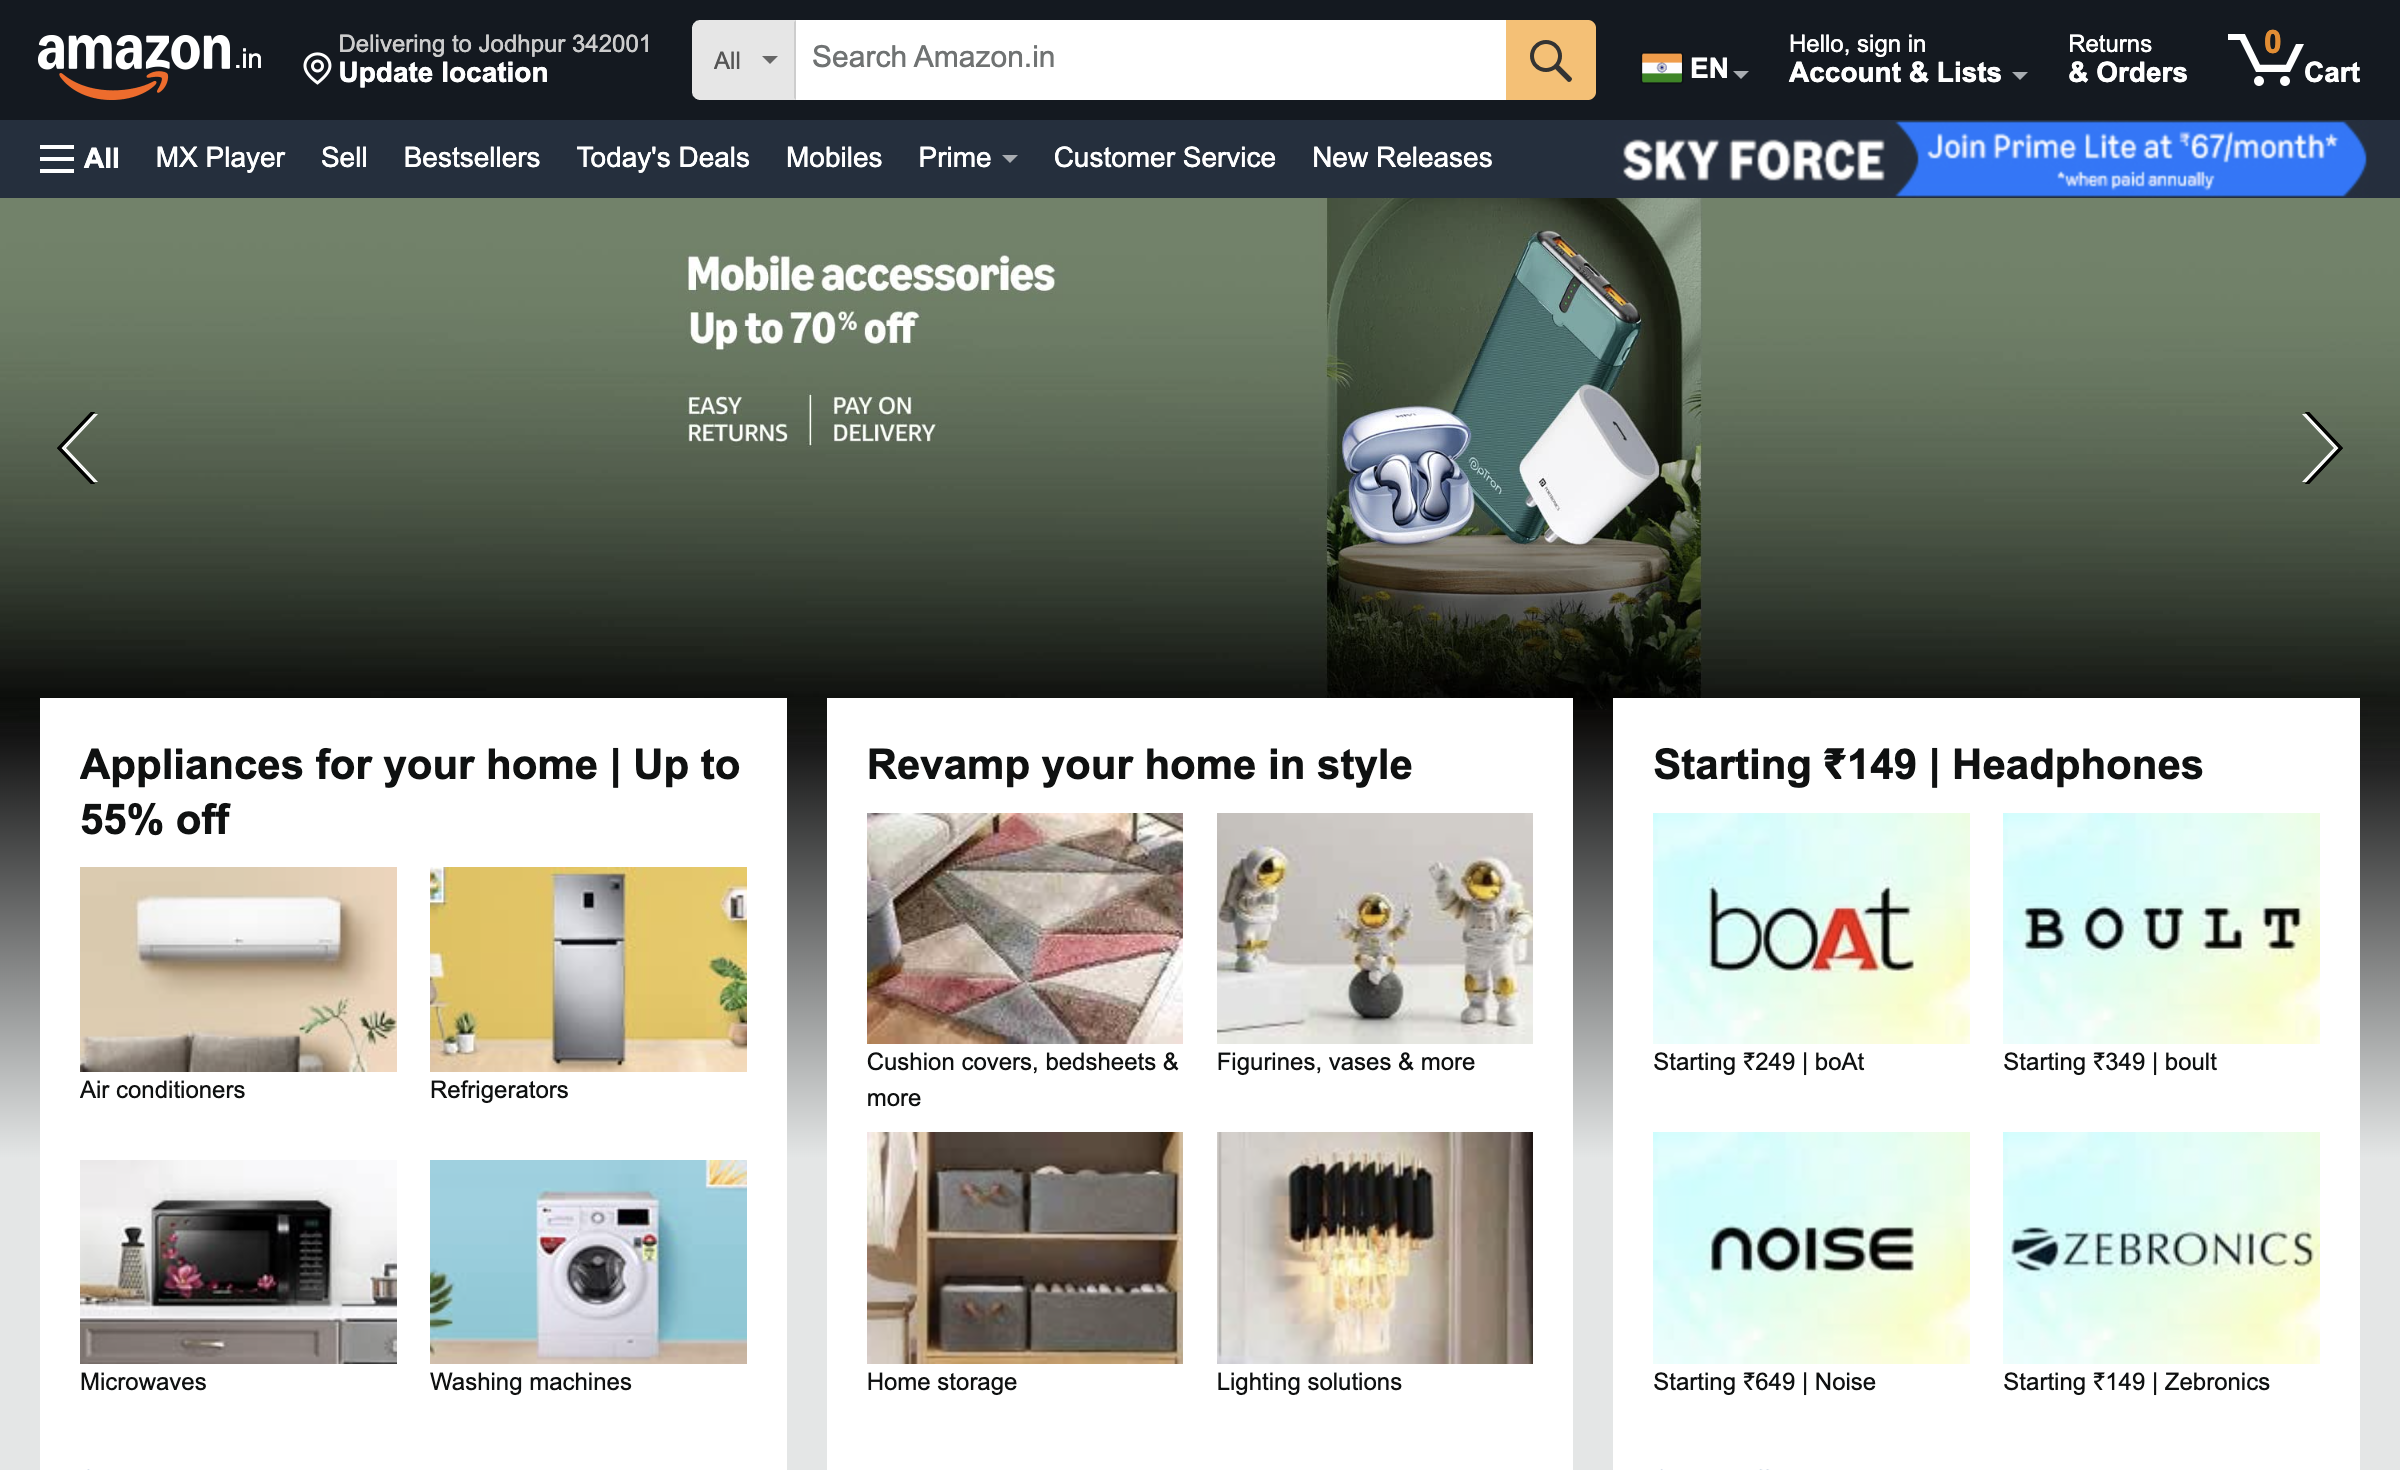 amazon.in
Delivering to Jodhpur 342001
Update location
All
Search Amazon.in
EN
Hello, sign in
Account & Lists
Returns
& Orders
0
Cart
All
MX Player
Sell
Bestsellers
Today's Deals
Mobiles
Prime
Customer Service
New Releases
SKY FORCE
Join Prime Lite at ₹67/month*
*when paid annually
Mobile accessories
Up to 70% off
EASY
RETURNS
PAY ON
DELIVERY
pTron
Appliances for your home | Up to
55% off
Air conditioners
Refrigerators
Microwaves
Washing machines
Revamp your home in style
Cushion covers, bedsheets &
more
Figurines, vases & more
Home storage
Lighting solutions
Starting ₹149 | Headphones
boAt
BOULT
Starting ₹249 | boAt
Starting ₹349 | boult
noise
ZEBRONICS
Starting ₹649 | Noise
Starting ₹149 | Zebronics